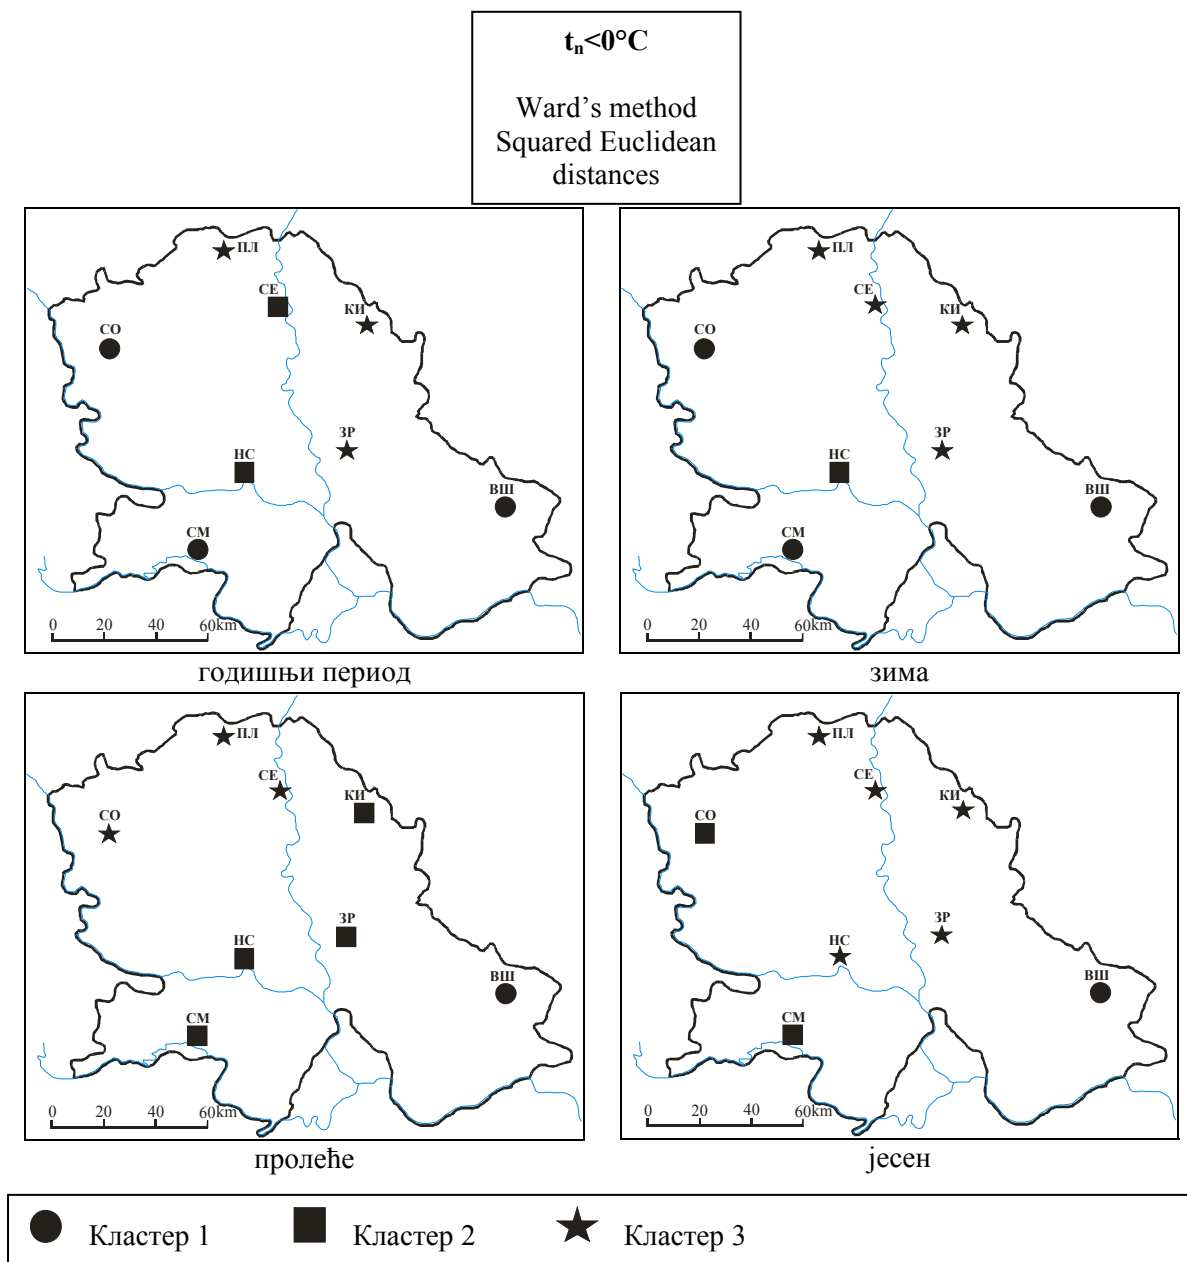 tₙ<0°C
Ward’s method
Squared Euclidean
distances
ПЛ
СЕ
КИ
СО
ЗР
НС
ВШ
СМ
0 20 40 60km
годишњи период
ПЛ
СЕ
КИ
СО
ЗР
НС
ВШ
СМ
0 20 40 60km
зима
ПЛ
СЕ
КИ
СО
ЗР
НС
ВШ
СМ
0 20 40 60km
пролеће
ПЛ
СЕ
КИ
СО
ЗР
НС
ВШ
СМ
0 20 40 60km
јесен
Кластер 1 Кластер 2 Кластер 3